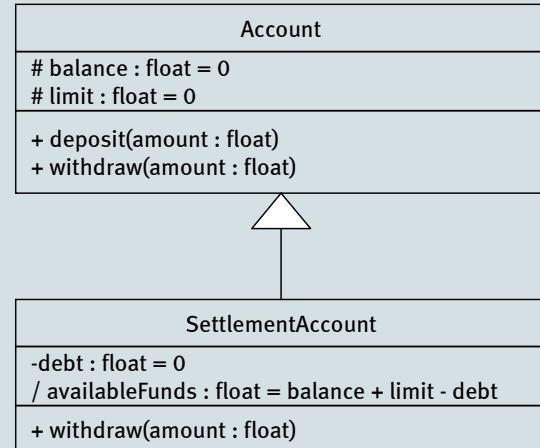 Account
# balance : float = 0
# limit : float = 0
+ deposit(amount : float)
+ withdraw(amount : float)
SettlementAccount
-debt : float = 0
/ availableFunds : float = balance + limit - debt
+ withdraw(amount : float)